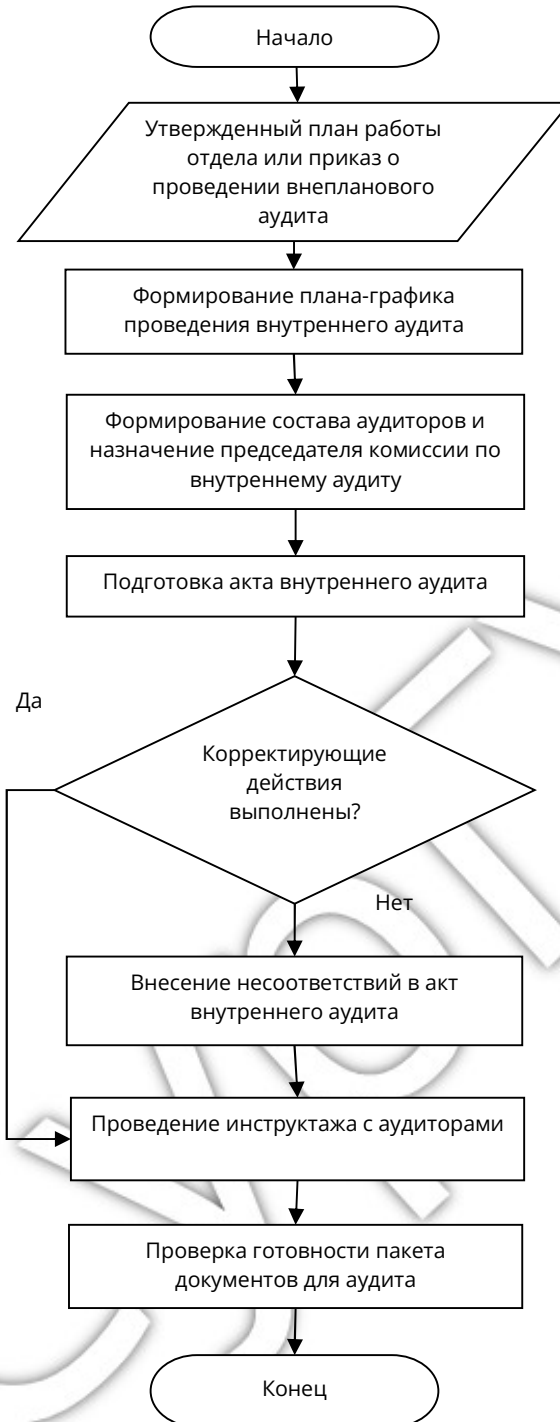 Начало
Утвержденный план работы
отдела или приказ о
проведении внепланового
аудита
Формирование плана-графика
проведения внутреннего аудита
Формирование состава аудиторов и
назначение председателя комиссии по
внутреннему аудиту
Подготовка акта внутреннего аудита
Да
Корректирующие
действия
выполнены?
Нет
Внесение несоответствий в акт
внутреннего аудита
Проведение инструктажа с аудиторами
Проверка готовности пакета
документов для аудита
Конец